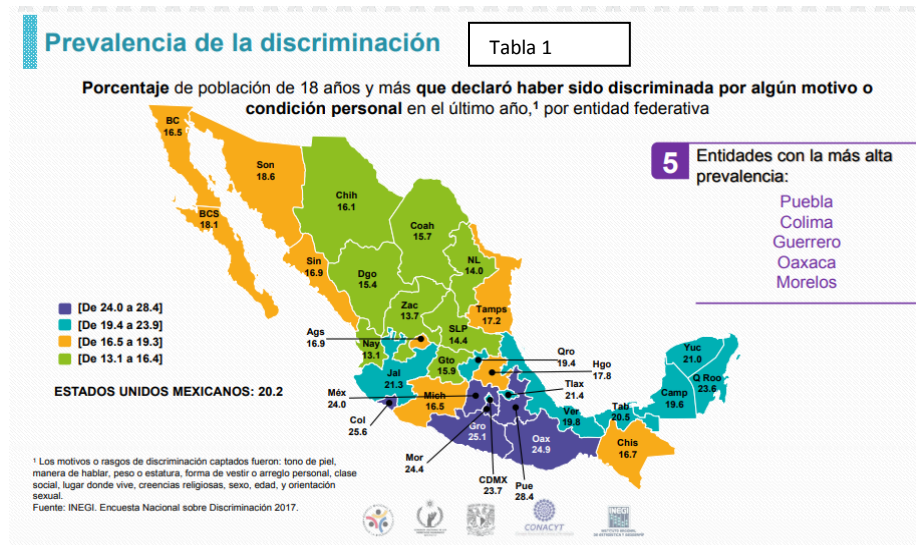 Prevalencia de la discriminación
Tabla 1
Porcentaje de población de 18 años y más que declaró haber sido discriminada por algún motivo o
condición personal en el último año,¹ por entidad federativa
BC
16.5
Son
18.6
BCS
18.1
Chih
16.1
Coah
15.7
Sin
16.9
Dgo
15.4
NL
14.0
Zac
13.7
Tamps
17.2
SLP
14.4
Ags
16.9
Nay
13.1
Gto
15.9
Jal
21.3
Qro
19.4
Hgo
17.8
Tlax
21.4
Méx
24.0
Mich
16.5
Col
25.6
Gro
25.1
Mor
24.4
CDMX
23.7
Pue
28.4
Oax
24.9
Ver
19.8
Tab
20.5
Chis
16.7
Camp
19.6
Yuc
21.0
Q Roo
23.6
5
Entidades con la más alta
prevalencia:
Puebla
Colima
Guerrero
Oaxaca
Morelos
[De 24.0 a 28.4]
[De 19.4 a 23.9]
[De 16.5 a 19.3]
[De 13.1 a 16.4]
ESTADOS UNIDOS MEXICANOS: 20.2
¹ Los motivos o rasgos de discriminación captados fueron: tono de piel,
manera de hablar, peso o estatura, forma de vestir o arreglo personal, clase
social, lugar donde vive, creencias religiosas, sexo, edad, y orientación
sexual.
Fuente: INEGI. Encuesta Nacional sobre Discriminación 2017.
CONACYT
INEGI